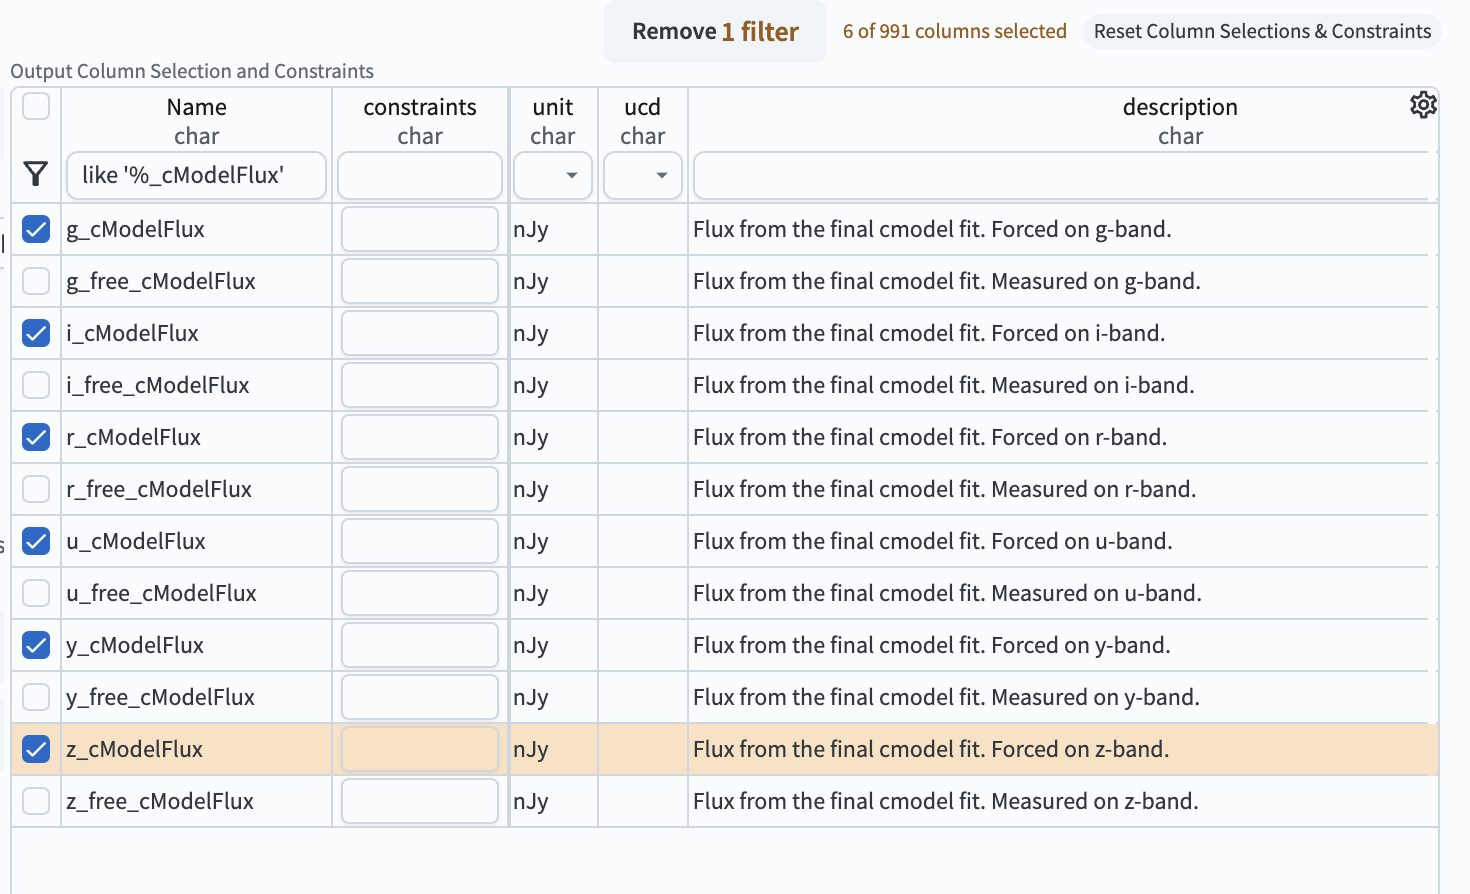 Remove 1 filter 6 of 991 columns selected Reset Column Selections & Constraints
Output Column Selection and Constraints
Name constraints unit ucd description
char char char char char
like '%_cModelFlux'
g_cModelFlux nJy Flux from the final cmodel fit. Forced on g-band.
g_free_cModelFlux nJy Flux from the final cmodel fit. Measured on g-band.
i_cModelFlux nJy Flux from the final cmodel fit. Forced on i-band.
i_free_cModelFlux nJy Flux from the final cmodel fit. Measured on i-band.
r_cModelFlux nJy Flux from the final cmodel fit. Forced on r-band.
r_free_cModelFlux nJy Flux from the final cmodel fit. Measured on r-band.
u_cModelFlux nJy Flux from the final cmodel fit. Forced on u-band.
u_free_cModelFlux nJy Flux from the final cmodel fit. Measured on u-band.
y_cModelFlux nJy Flux from the final cmodel fit. Forced on y-band.
y_free_cModelFlux nJy Flux from the final cmodel fit. Measured on y-band.
z_cModelFlux nJy Flux from the final cmodel fit. Forced on z-band.
z_free_cModelFlux nJy Flux from the final cmodel fit. Measured on z-band.